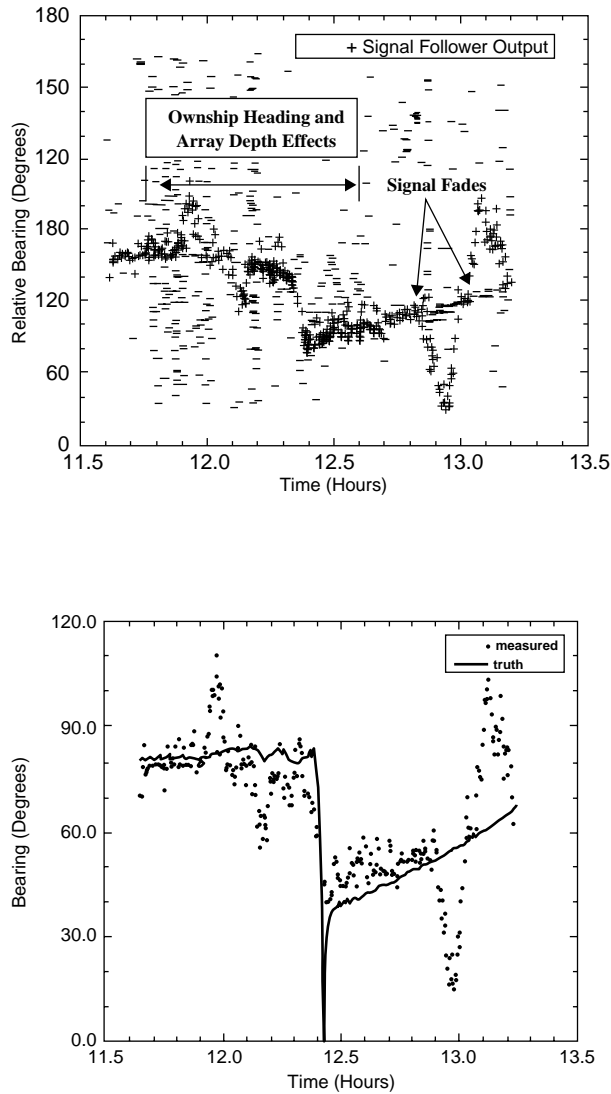 180
+ Signal Follower Output
150
Ownship Heading and
Array Depth Effects
120
Signal Fades
180
120
60
0
11.5 12.0 12.5 13.0 13.5
Time (Hours)
Relative Bearing (Degrees)
120.0
measured
truth
90.0
60.0
30.0
0.0
11.5 12.0 12.5 13.0 13.5
Time (Hours)
Bearing (Degrees)